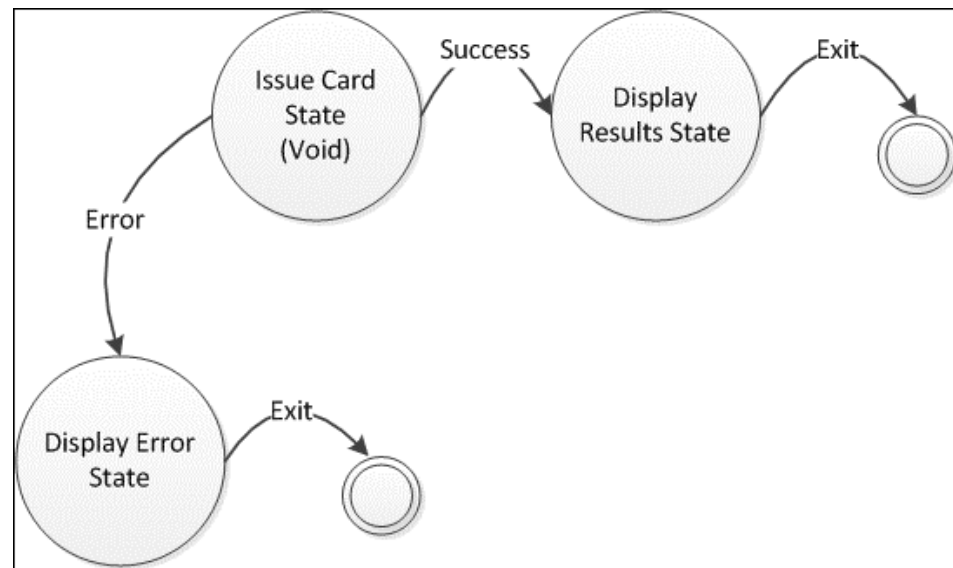 Issue Card
State
(Void)
Success
Display
Results State
Exit
Error
Display Error
State
Exit